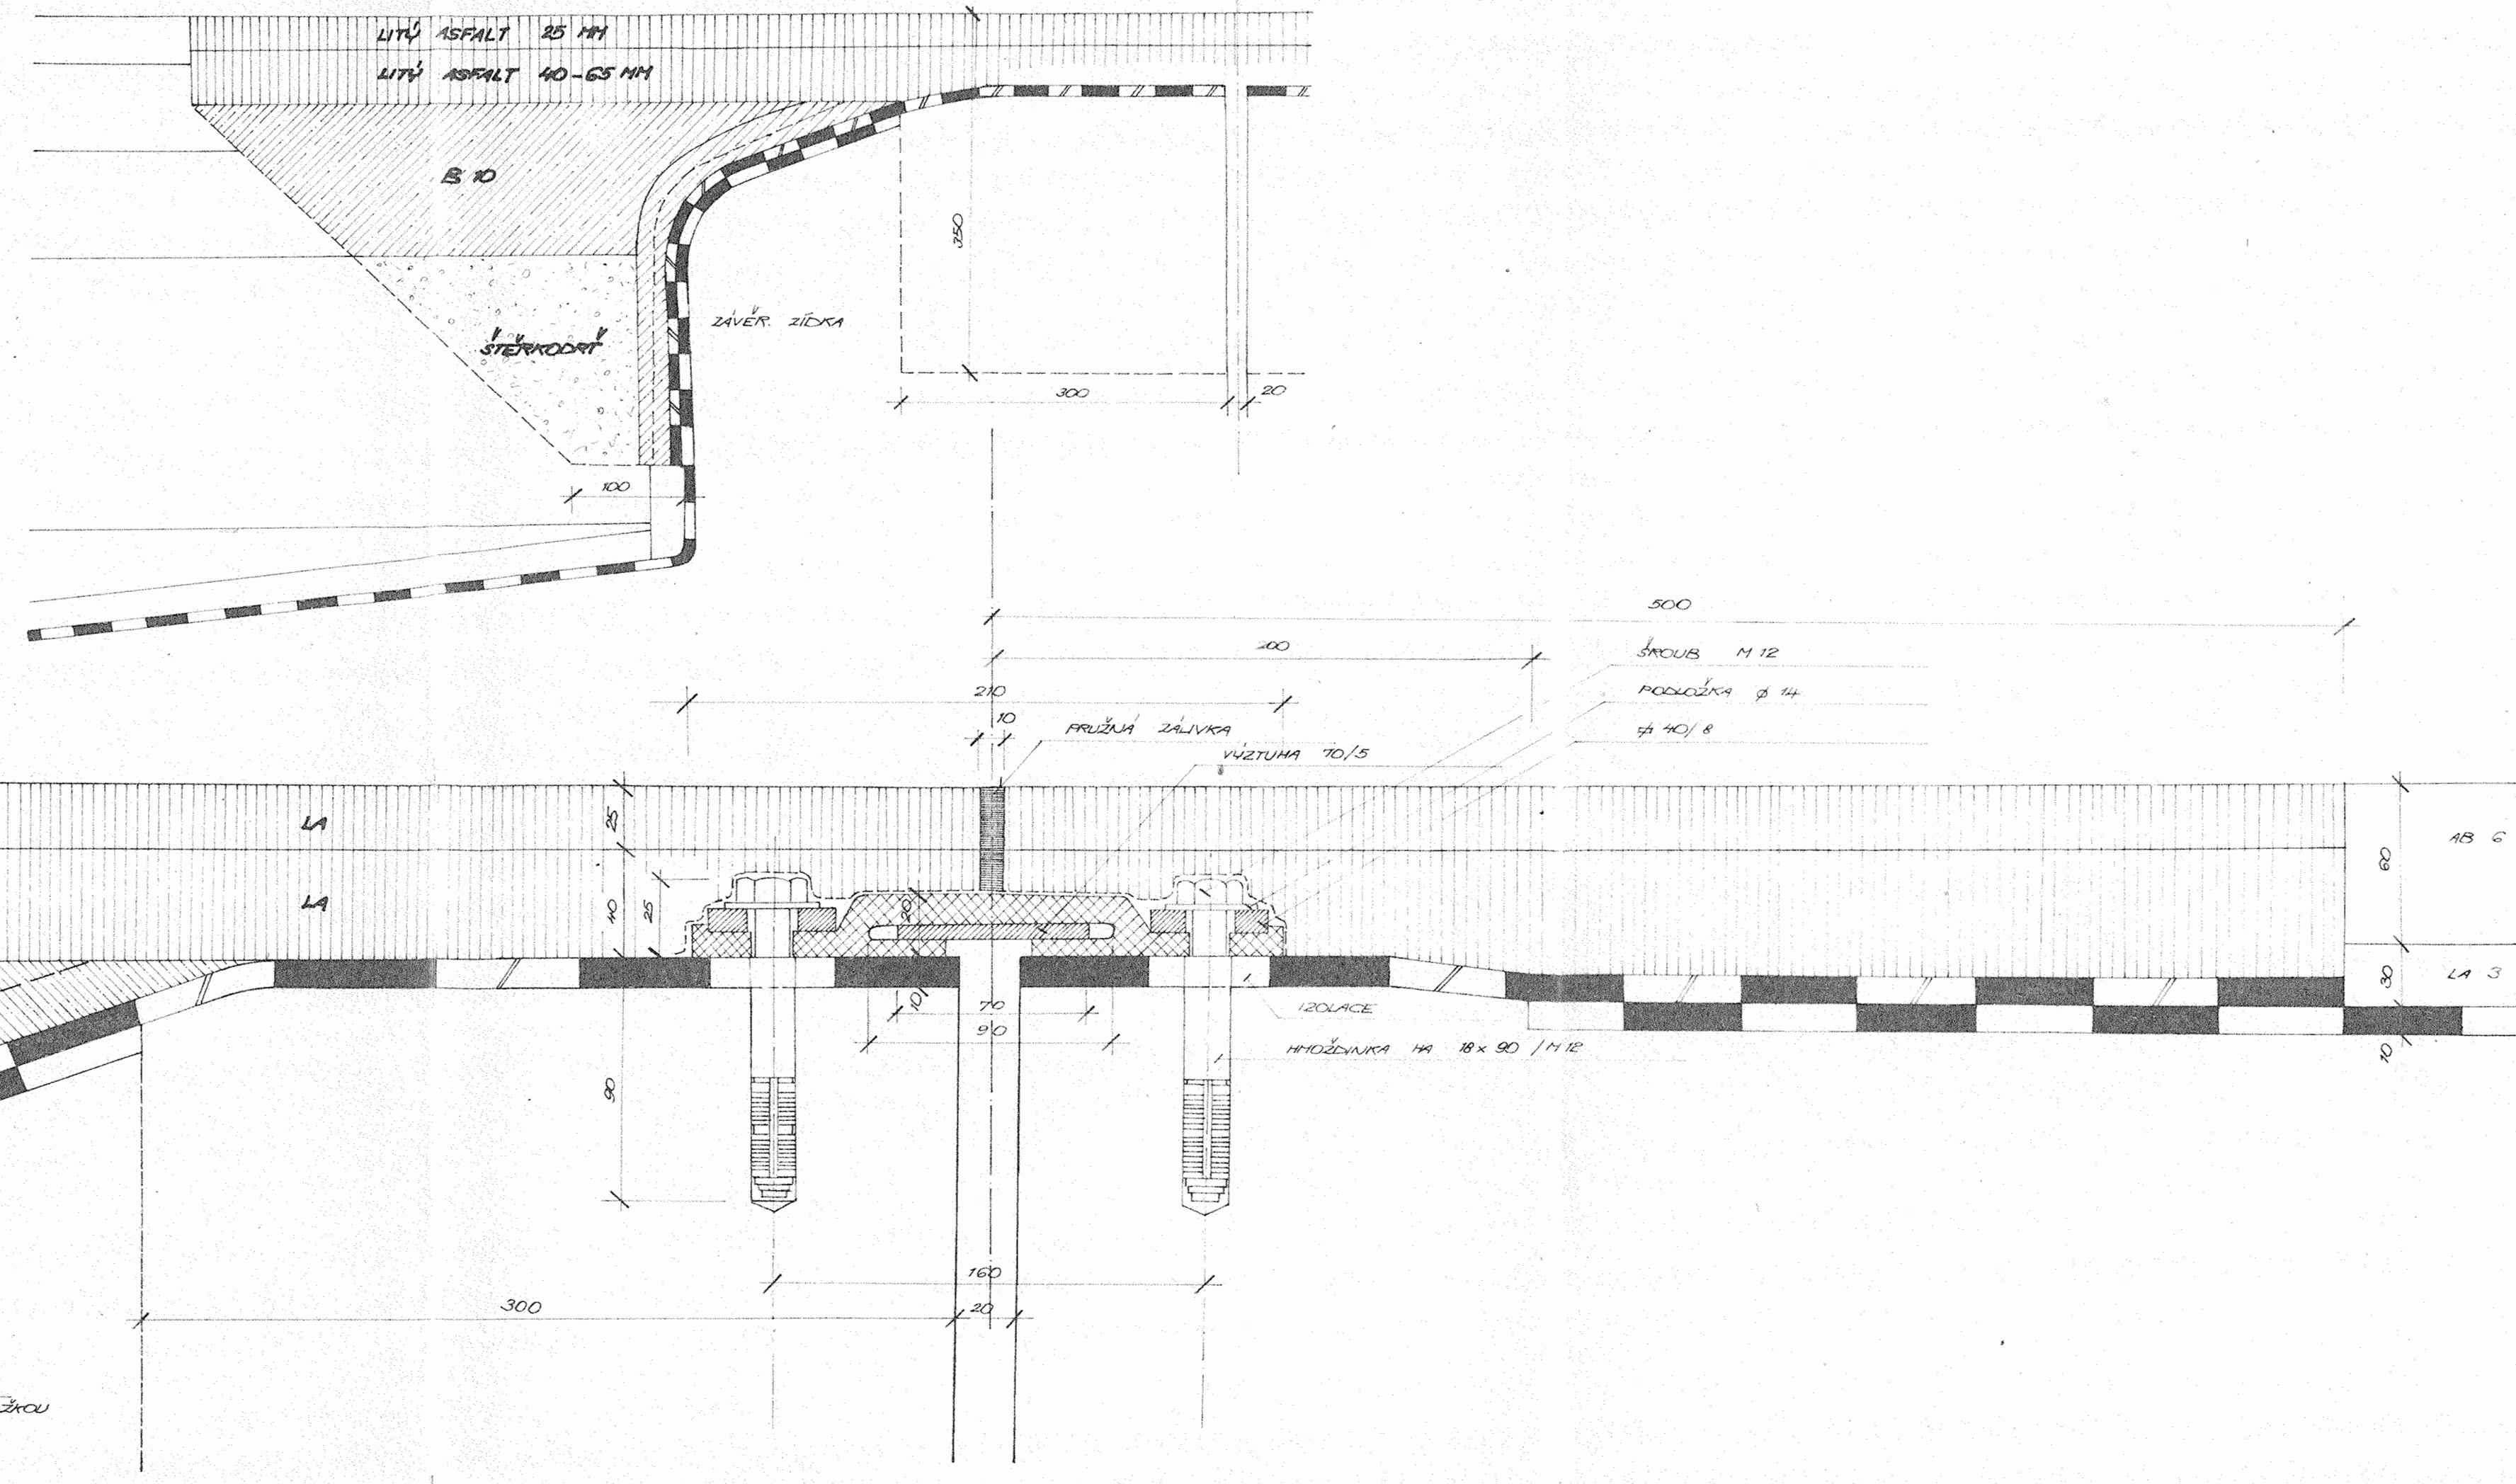 LITÝ ASFALT 25 MM
LITÝ ASFALT 40-65 MM
B 10
350
ZÁVĚR. ZÍDKA
ŠTĚRKODRŤ
300
20
100
500
200
ŠROUB M 12
210
PODLOŽKA ϕ 14
10
PRUŽNÁ ZÁLIVKA
40/8
VÝZTUHA 70/5
LA
25
AB 6
60
LA
40
25
20
30
LA 3
10
70
IZOLACE
90
HMOŽDINKA HA 18 x 90 / M 12
10
90
160
300
20
ŽKOU